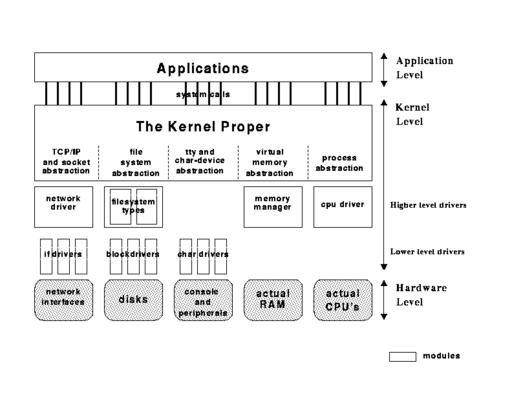 Applications
system calls
Application
Level
The Kernel Proper
Kernel
Level
TCP/IP
and socket
abstraction
file
system
abstraction
tty and
char-device
abstraction
virtual
memory
abstraction
process
abstraction
network
driver
filesystem
types
memory
manager
cpu driver
Higher level drivers
if drivers
block drivers
char drivers
Lower level drivers
network
interfaces
disks
console
and
peripherals
actual
RAM
actual
CPU's
Hardware
Level
modules